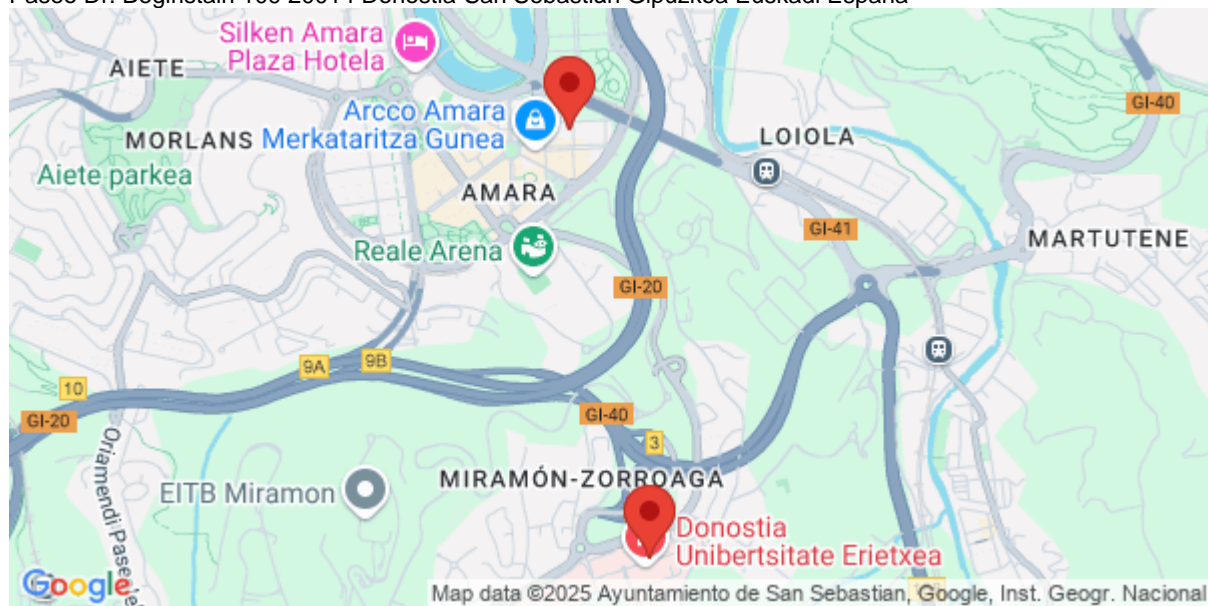 Silken Amara
Plaza Hotela
AIETE
GI-40
Arcco Amara
Merkataritza Gunea
MORLANS
LOIOLA
Aiete parkea
AMARA
GI-41
MARTUTENE
Reale Arena
GI-20
9A
9B
10
GI-20
GI-40
3
Oriamendi Pase
MIRAMÓN-ZORROAGA
EITB Miramon
Donostia
Unibertsitate Erietxea
Google
Map data ©2025 Ayuntamiento de San Sebastian, Google, Inst. Geogr. Nacional